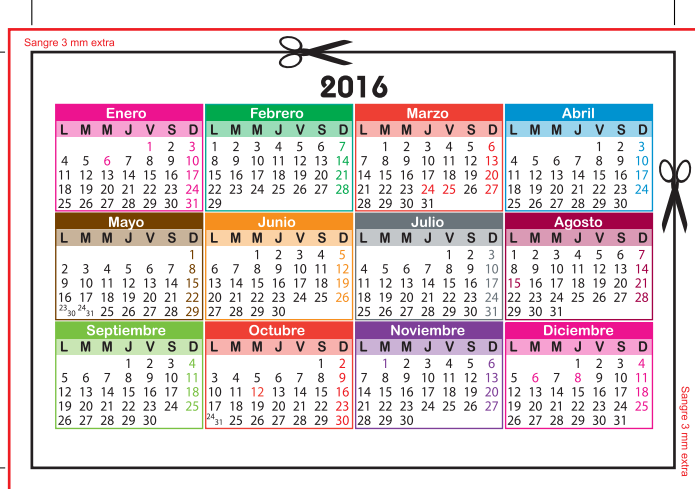 Sangre 3 mm extra
2016
Enero
L M M J V S D
1 2 3
4 5 6 7 8 9 10
11 12 13 14 15 16 17
18 19 20 21 22 23 24
25 26 27 28 29 30 31
Febrero
L M M J V S D
1 2 3 4 5 6 7
8 9 10 11 12 13 14
15 16 17 18 19 20 21
22 23 24 25 26 27 28
29
Marzo
L M M J V S D
1 2 3 4 5 6
7 8 9 10 11 12 13
14 15 16 17 18 19 20
21 22 23 24 25 26 27
28 29 30 31
Abril
L M M J V S D
1 2 3
4 5 6 7 8 9 10
11 12 13 14 15 16 17
18 19 20 21 22 23 24
25 26 27 28 29 30
Mayo
L M M J V S D
1
2 3 4 5 6 7 8
9 10 11 12 13 14 15
16 17 18 19 20 21 22
23/30 24/31 25 26 27 28 29
Junio
L M M J V S D
1 2 3 4 5
6 7 8 9 10 11 12
13 14 15 16 17 18 19
20 21 22 23 24 25 26
27 28 29 30
Julio
L M M J V S D
1 2 3
4 5 6 7 8 9 10
11 12 13 14 15 16 17
18 19 20 21 22 23 24
25 26 27 28 29 30 31
Agosto
L M M J V S D
1 2 3 4 5 6 7
8 9 10 11 12 13 14
15 16 17 18 19 20 21
22 23 24 25 26 27 28
29 30 31
Septiembre
L M M J V S D
1 2 3 4
5 6 7 8 9 10 11
12 13 14 15 16 17 18
19 20 21 22 23 24 25
26 27 28 29 30
Octubre
L M M J V S D
1 2
3 4 5 6 7 8 9
10 11 12 13 14 15 16
17 18 19 20 21 22 23
24/31 25 26 27 28 29 30
Noviembre
L M M J V S D
1 2 3 4 5 6
7 8 9 10 11 12 13
14 15 16 17 18 19 20
21 22 23 24 25 26 27
28 29 30
Diciembre
L M M J V S D
1 2 3 4
5 6 7 8 9 10 11
12 13 14 15 16 17 18
19 20 21 22 23 24 25
26 27 28 29 30 31
Sangre 3 mm extra